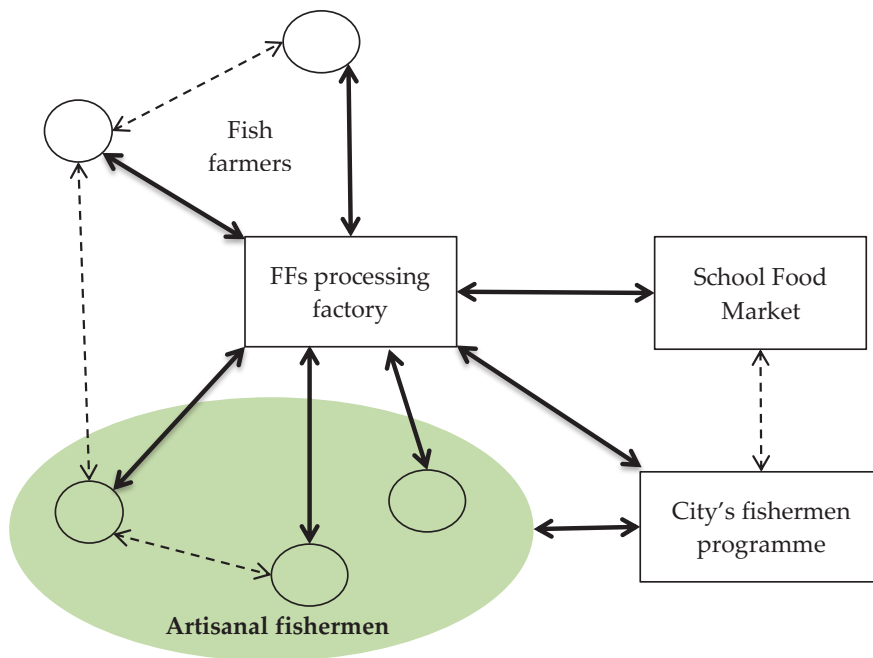 Fish
farmers
FFs processing
factory
School Food
Market
City’s fishermen
programme
Artisanal fishermen